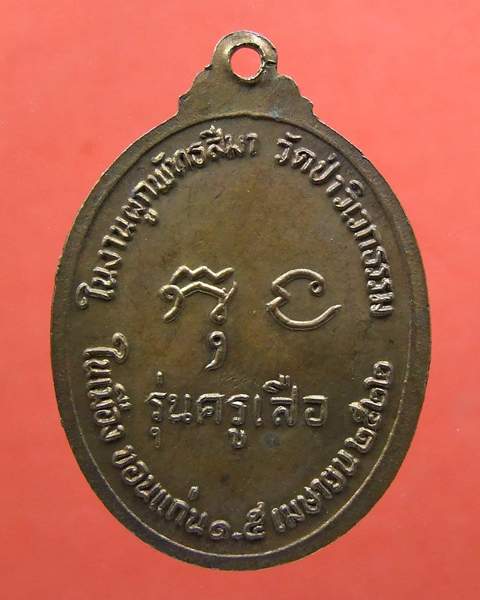 ในงานผูกพัทธสีมา วัดป่าวิเวกธรรม
รุ่นครูเสือ
ในเมือง ขอนแก่น ๑-๕ เมษายน ๒๕๒๒